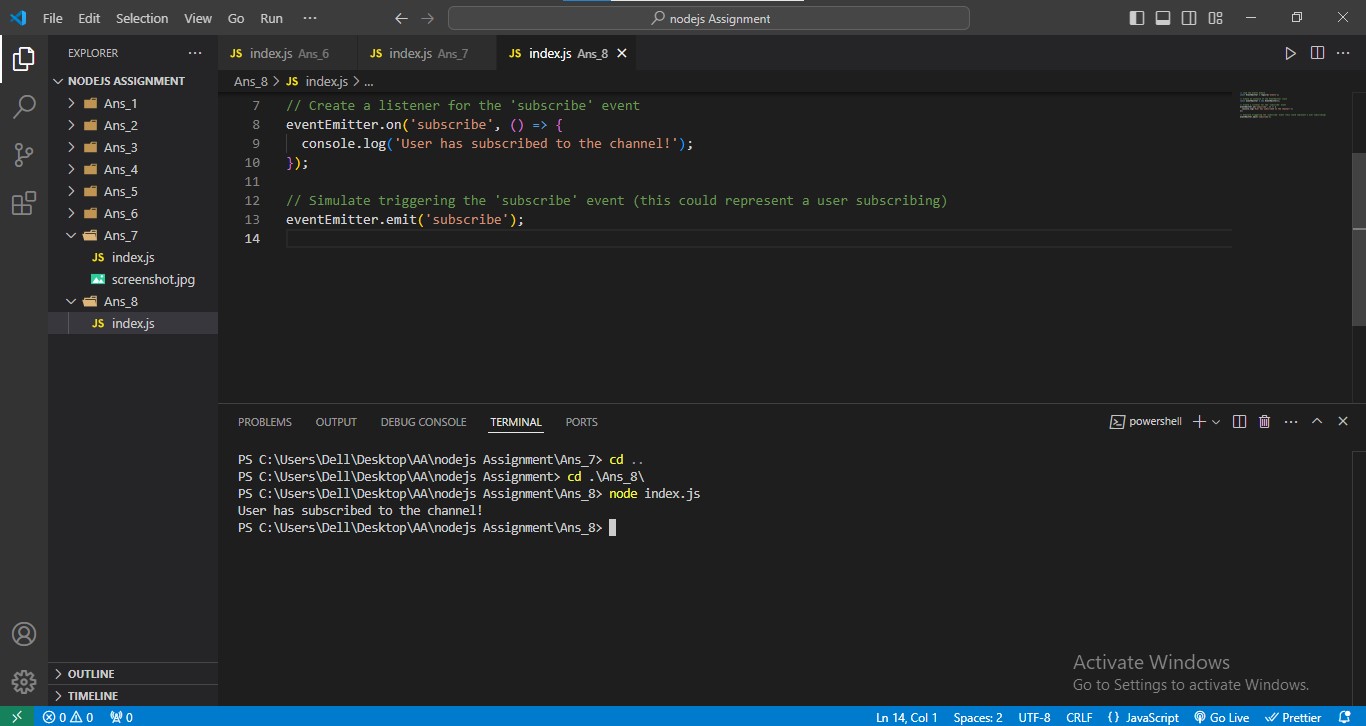 File Edit Selection View Go Run ··· ← → nodejs Assignment
EXPLORER ···
NODEJS ASSIGNMENT
Ans_1
Ans_2
Ans_3
Ans_4
Ans_5
Ans_6
Ans_7
JS index.js
screenshot.jpg
Ans_8
JS index.js
OUTLINE
TIMELINE
JS index.js Ans_6 JS index.js Ans_7 JS index.js Ans_8
Ans_8 > JS index.js > ...
7 // Create a listener for the 'subscribe' event
8 eventEmitter.on('subscribe', () => {
9 console.log('User has subscribed to the channel!');
10 });
11
12 // Simulate triggering the 'subscribe' event (this could represent a user subscribing)
13 eventEmitter.emit('subscribe');
14
PROBLEMS OUTPUT DEBUG CONSOLE TERMINAL PORTS powershell
PS C:\Users\Dell\Desktop\AA\nodejs Assignment\Ans_7> cd ..
PS C:\Users\Dell\Desktop\AA\nodejs Assignment> cd .\Ans_8\
PS C:\Users\Dell\Desktop\AA\nodejs Assignment\Ans_8> node index.js
User has subscribed to the channel!
PS C:\Users\Dell\Desktop\AA\nodejs Assignment\Ans_8>
Activate Windows
Go to Settings to activate Windows.
0 0 0 Ln 14, Col 1 Spaces: 2 UTF-8 CRLF {} JavaScript Go Live Prettier